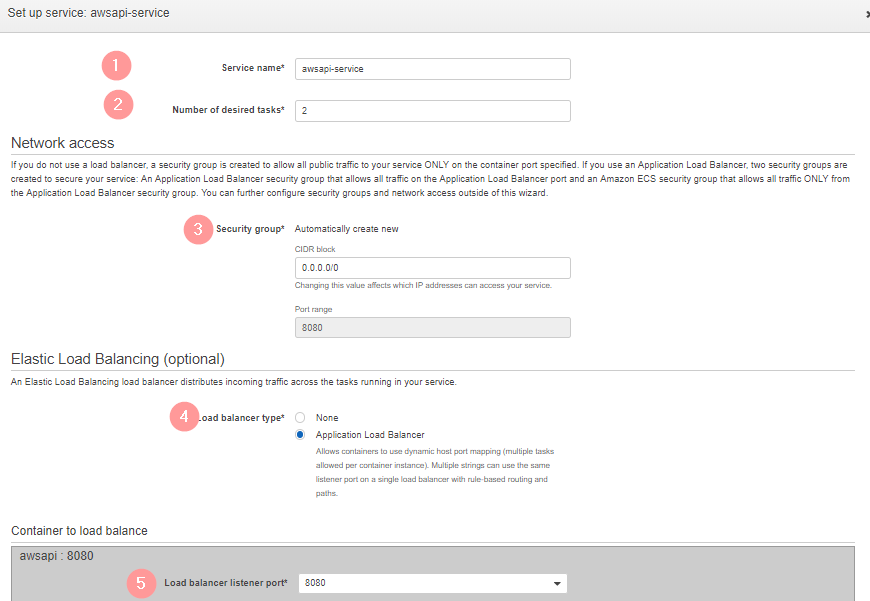 Set up service: awsapi-service
1
Service name*
awsapi-service
2
Number of desired tasks*
2
Network access
If you do not use a load balancer, a security group is created to allow all public traffic to your service ONLY on the container port specified. If you use an Application Load Balancer, two security groups are
created to secure your service: An Application Load Balancer security group that allows all traffic on the Application Load Balancer port and an Amazon ECS security group that allows all traffic ONLY from
the Application Load Balancer security group. You can further configure security groups and network access outside of this wizard.
3
Security group*
Automatically create new
CIDR block
0.0.0.0/0
Changing this value affects which IP addresses can access your service.
Port range
8080
Elastic Load Balancing (optional)
An Elastic Load Balancing load balancer distributes incoming traffic across the tasks running in your service.
4
Load balancer type*
None
Application Load Balancer
Allows containers to use dynamic host port mapping (multiple tasks
allowed per container instance). Multiple strings can use the same
listener port on a single load balancer with rule-based routing and
paths.
Container to load balance
awsapi : 8080
5
Load balancer listener port*
8080